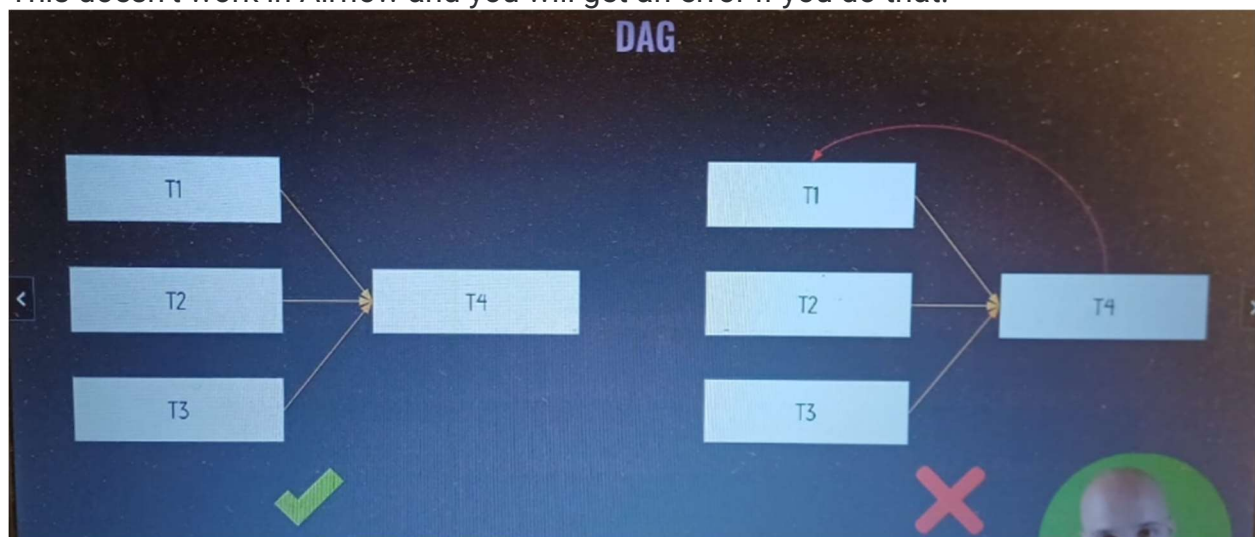 This doesn't work in Airflow and you will get an error if you do that.
DAG
T1
T2
T4
T3
T1
T2
T4
T3